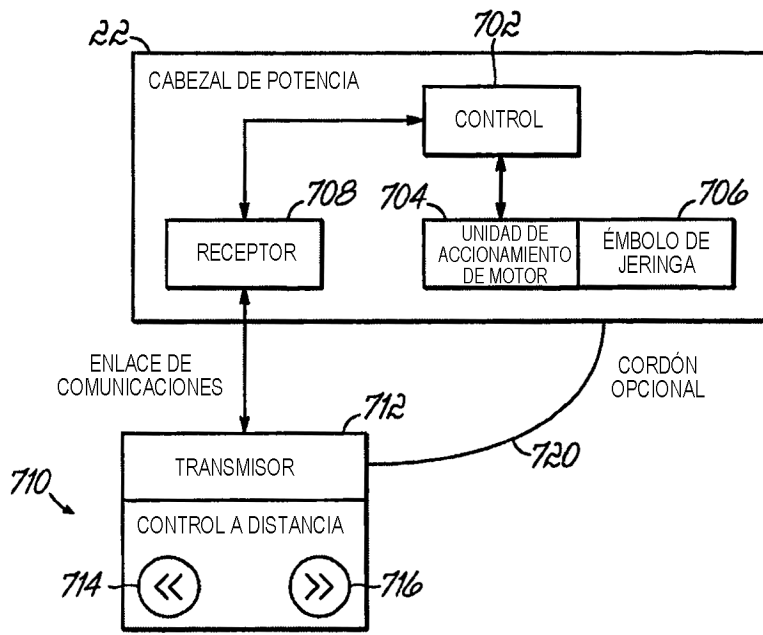 22
702
CABEZAL DE POTENCIA
CONTROL
708
704
706
RECEPTOR
UNIDAD DE
ACCIONAMIENTO
DE MOTOR
ÉMBOLO DE
JERINGA
ENLACE DE
COMUNICACIONES
CORDÓN
OPCIONAL
712
TRANSMISOR
720
710
CONTROL A DISTANCIA
714
<<
>>
716